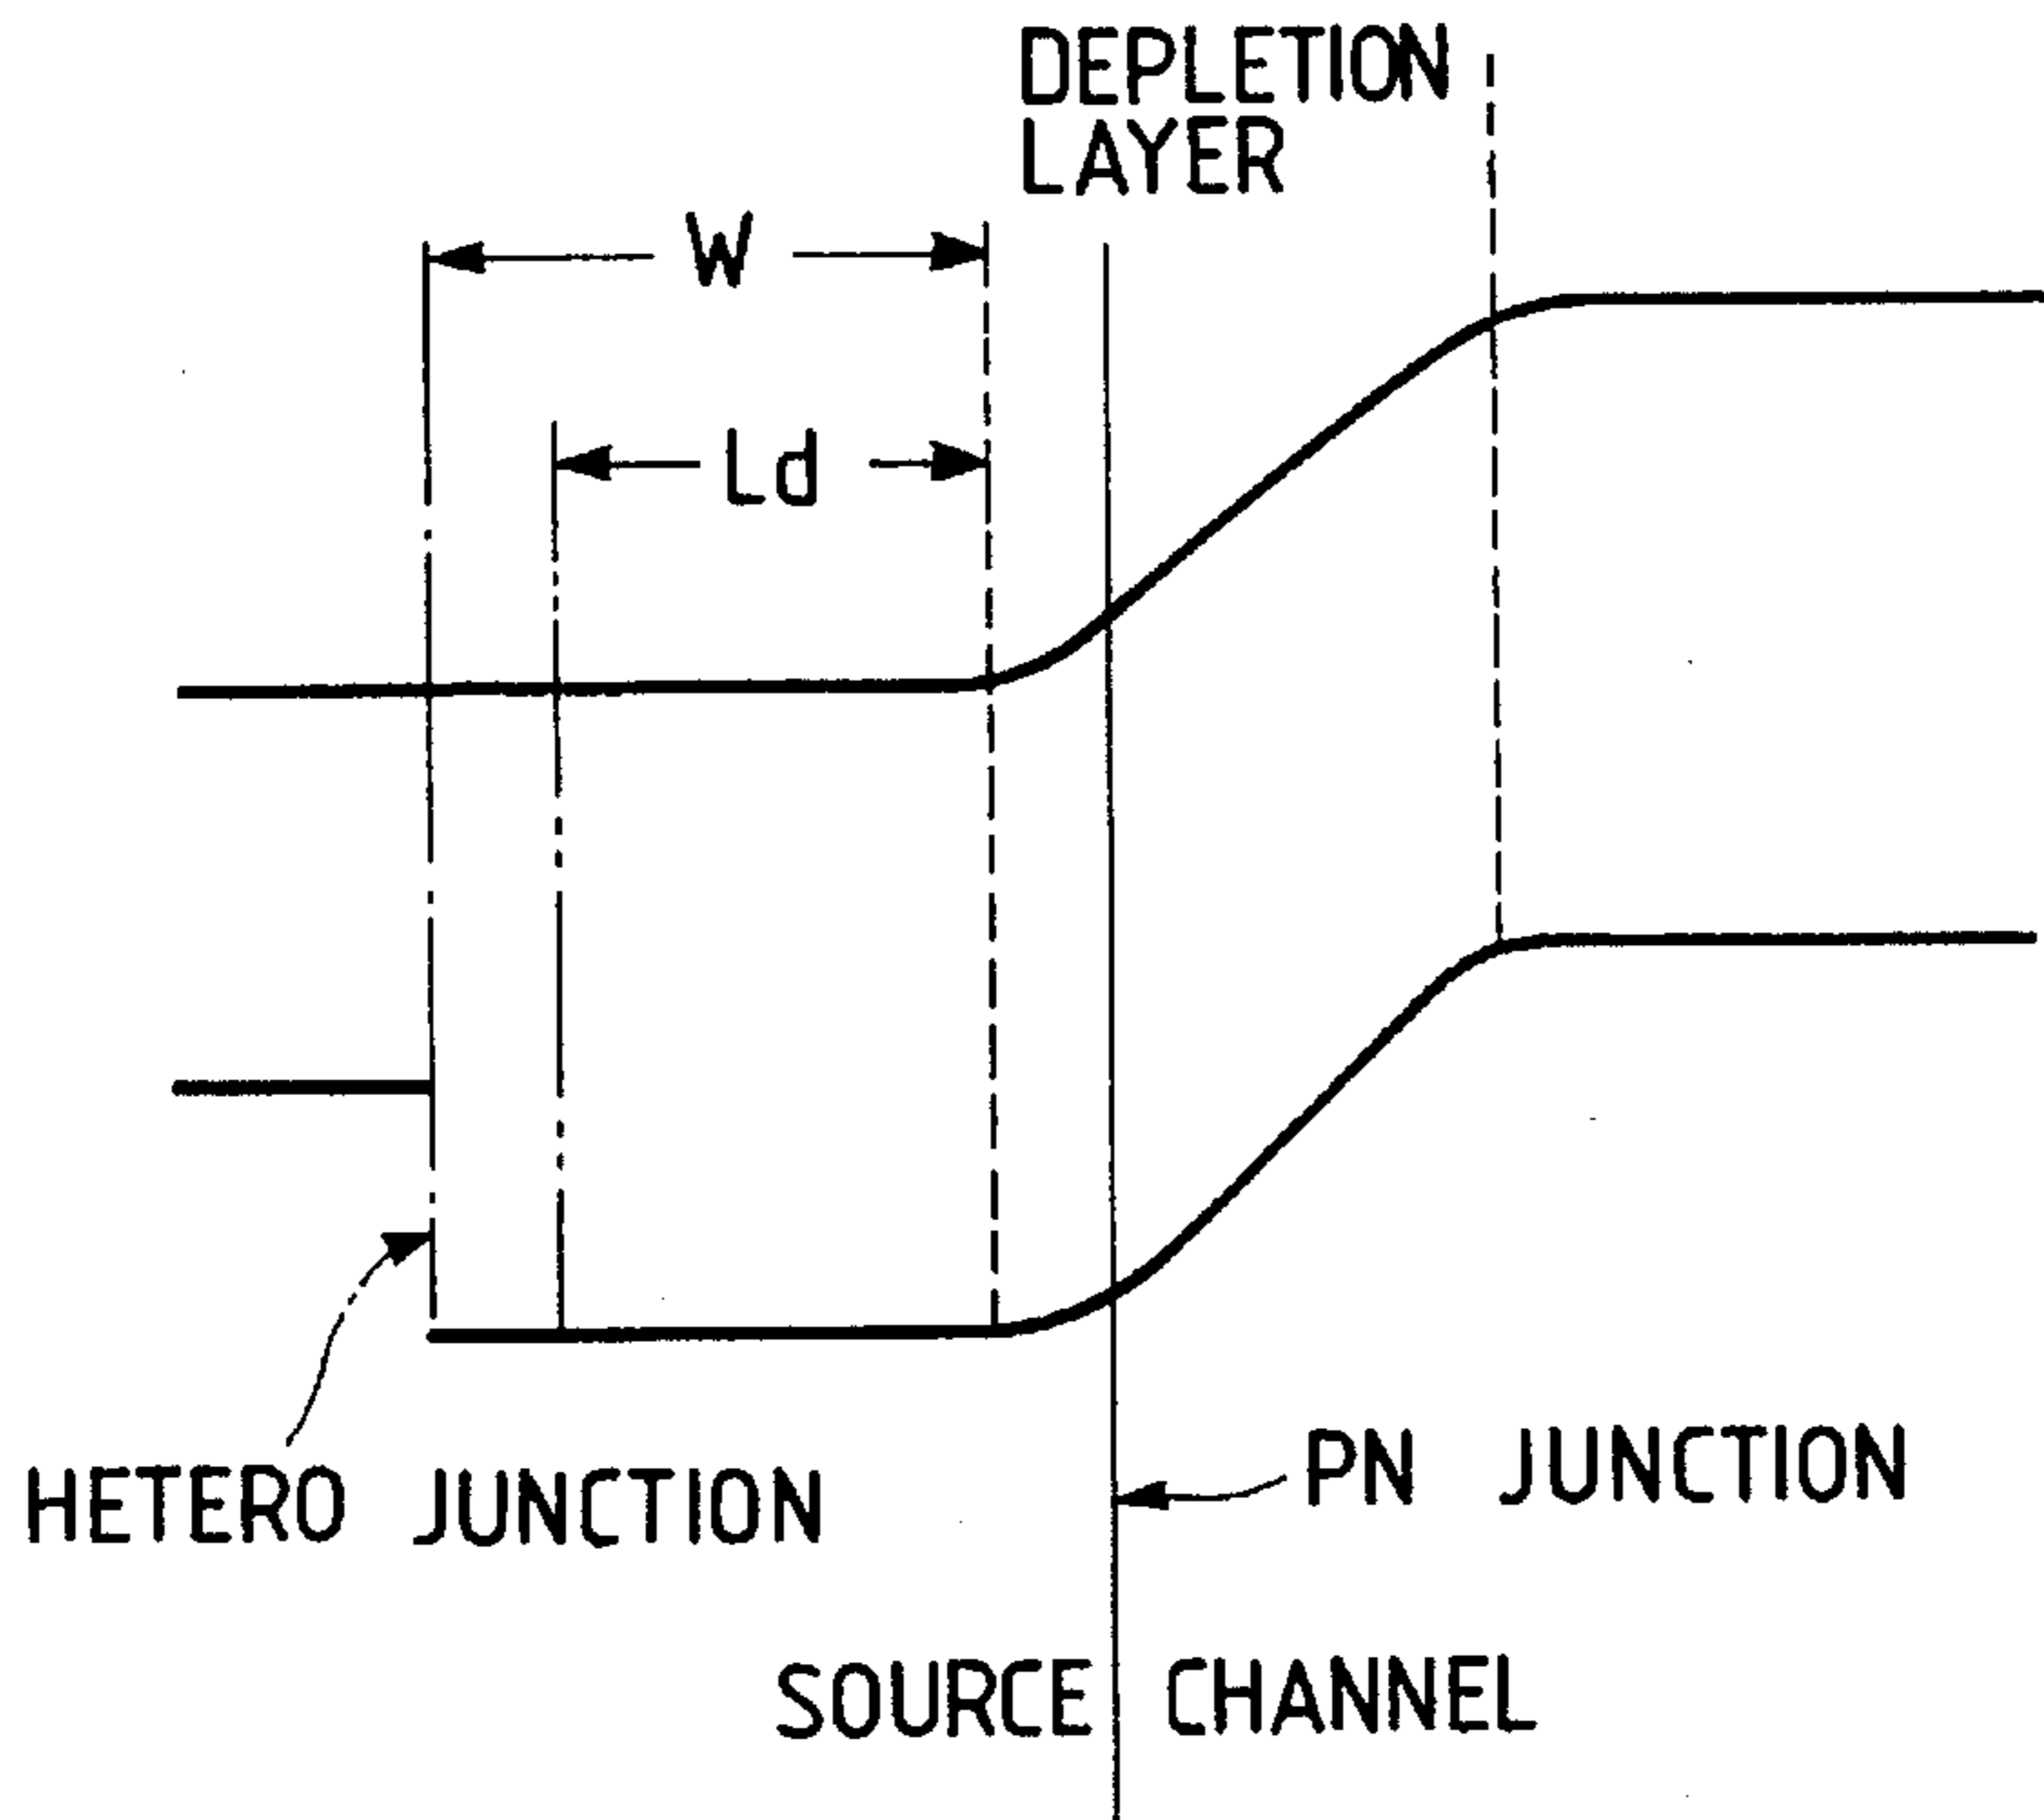 DEPLETION
LAYER
W
Ld
HETERO JUNCTION
PN JUNCTION
SOURCE CHANNEL